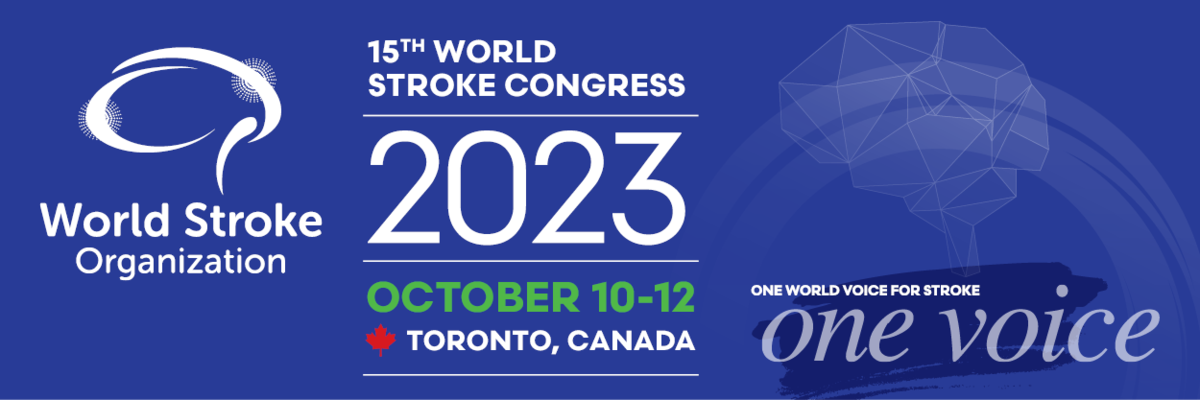 World Stroke
Organization
15TH WORLD
STROKE CONGRESS
2023
OCTOBER 10-12
TORONTO, CANADA
ONE WORLD VOICE FOR STROKE
one voice